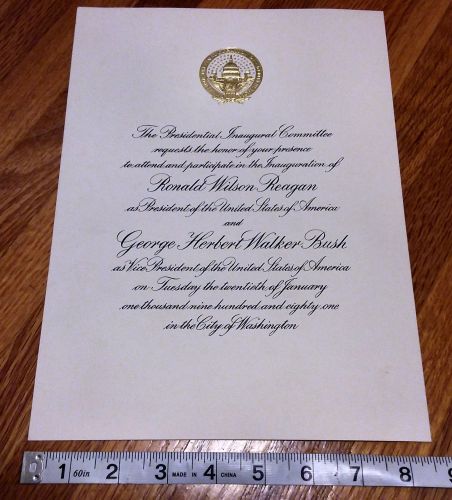 The Presidential Inaugural Committee
requests the honor of your presence
to attend and participate in the Inauguration of
Ronald Wilson Reagan
as President of the United States of America
and
George Herbert Walker Bush
as Vice President of the United States of America
on Tuesday the twentieth of January
one thousand nine hundred and eighty one
in the City of Washington
1 60in 2 3 MADE IN 4 CHINA 5 6 7 8 9